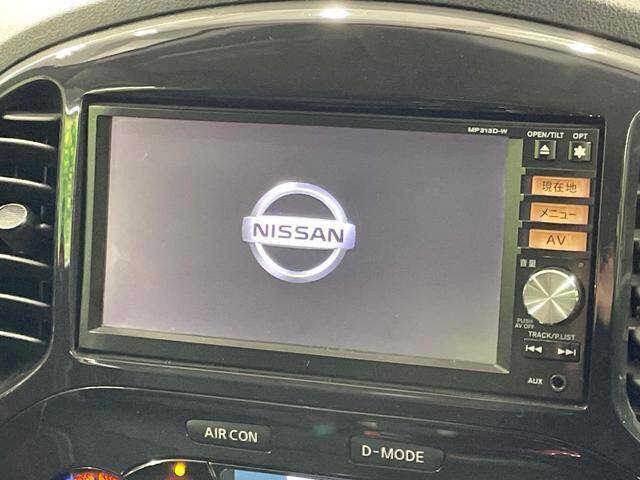 MP313D-W
OPEN/TILT OPT
現在地
メニュー
AV
音量
NISSAN
PUSH
AV OFF
TRACK/P.LIST
AUX
AIR CON
D-MODE